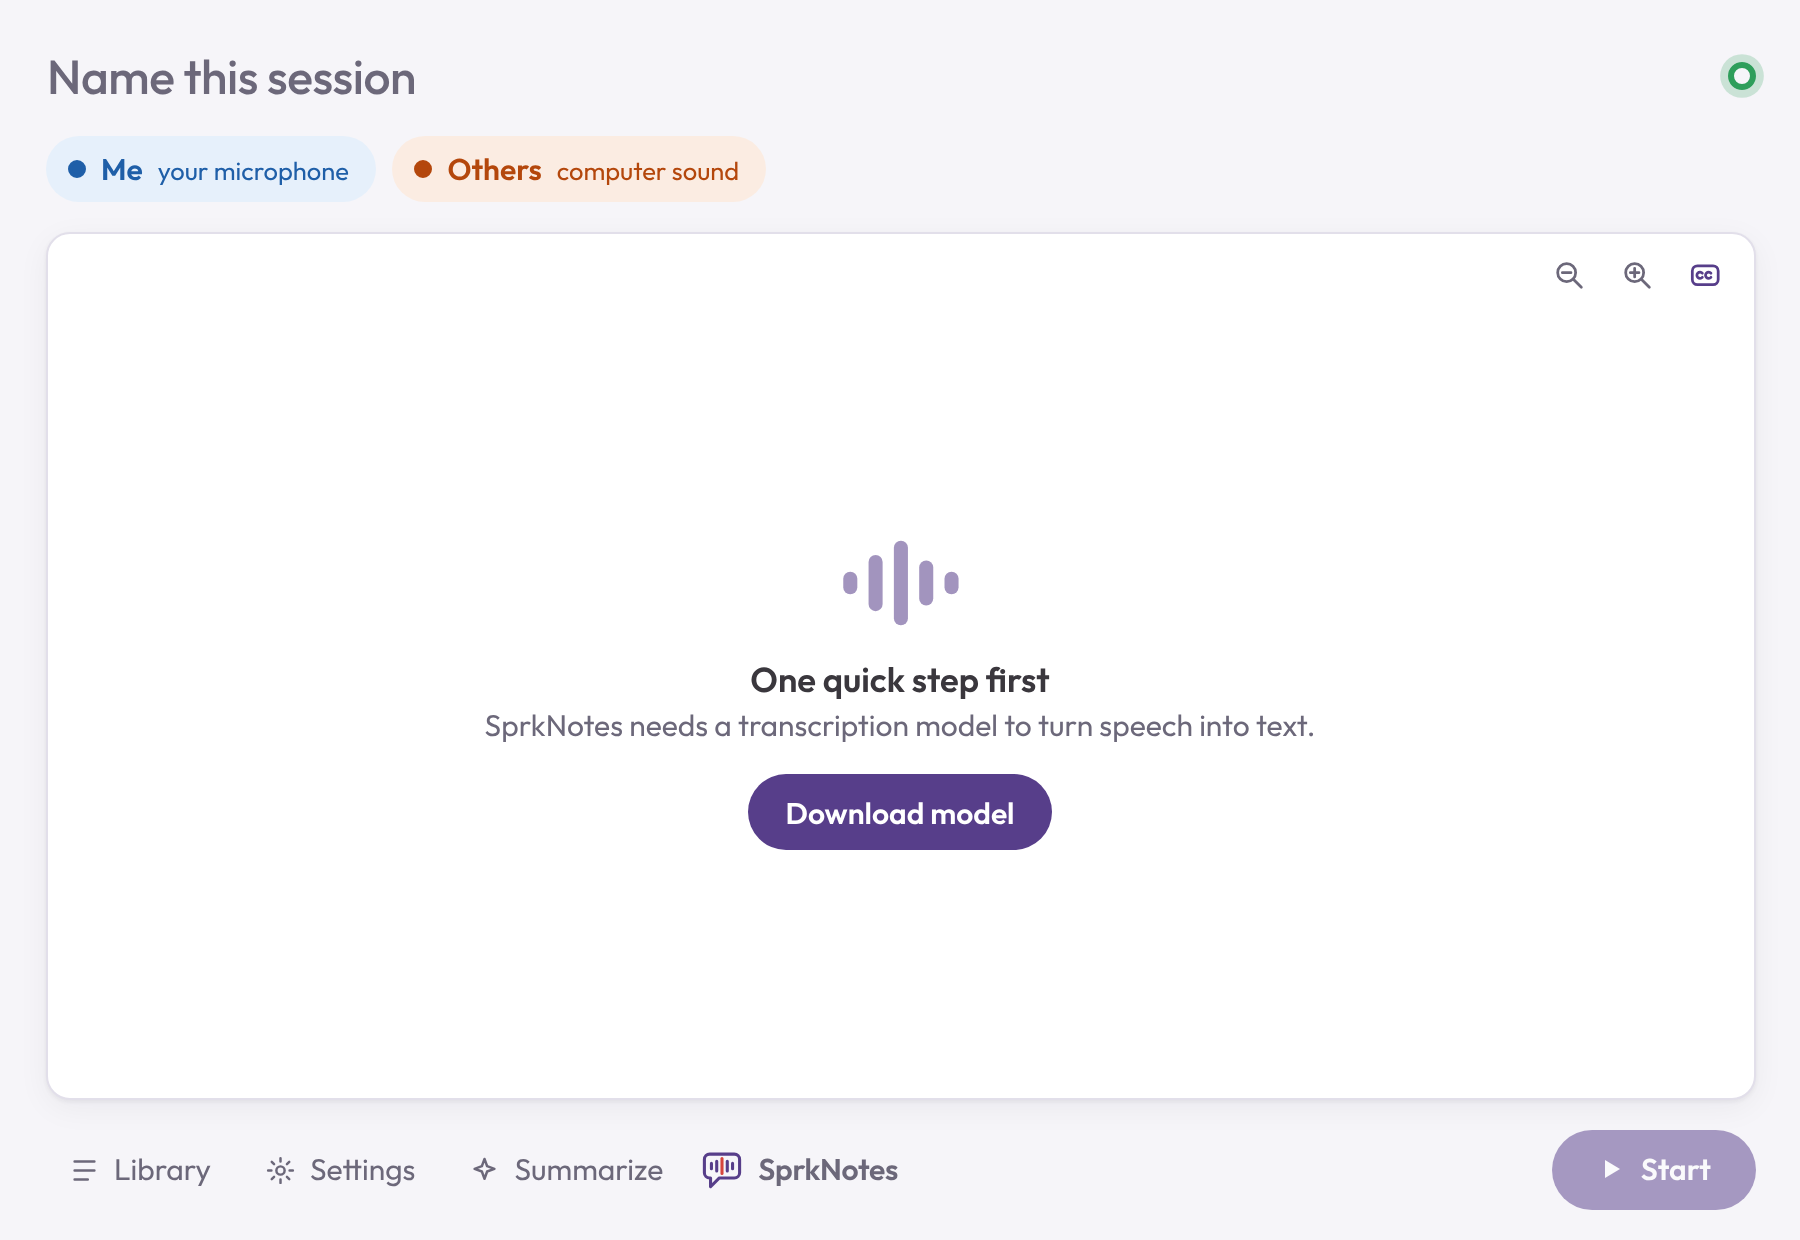 Name this session
Me your microphone
Others computer sound
cc
One quick step first
SprkNotes needs a transcription model to turn speech into text.
Download model
Library
Settings
Summarize
SprkNotes
Start